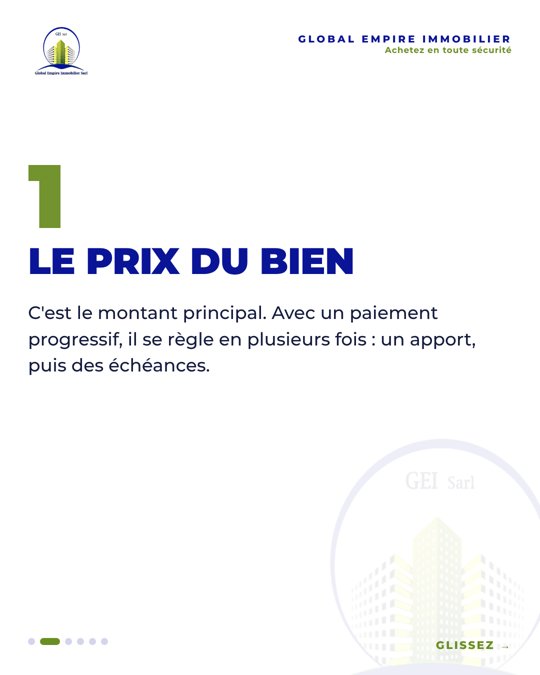 GEI Sarl
Global Empire Immobilier Sarl
GLOBAL EMPIRE IMMOBILIER
Achetez en toute sécurité
1
LE PRIX DU BIEN
C'est le montant principal. Avec un paiement
progressif, il se règle en plusieurs fois : un apport,
puis des échéances.
GEI Sarl
GLISSEZ →